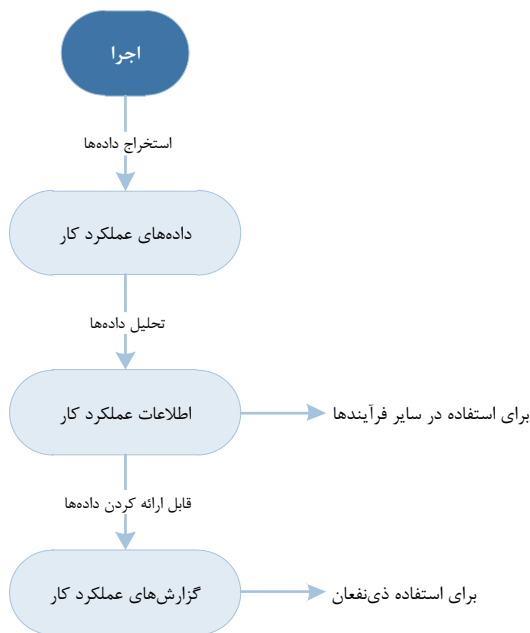 اجرا
استخراج داده‌ها
داده‌های عملکرد کار
تحلیل داده‌ها
اطلاعات عملکرد کار
برای استفاده در سایر فرآیندها
قابل ارائه کردن داده‌ها
گزارش‌های عملکرد کار
برای استفاده ذی‌نفعان